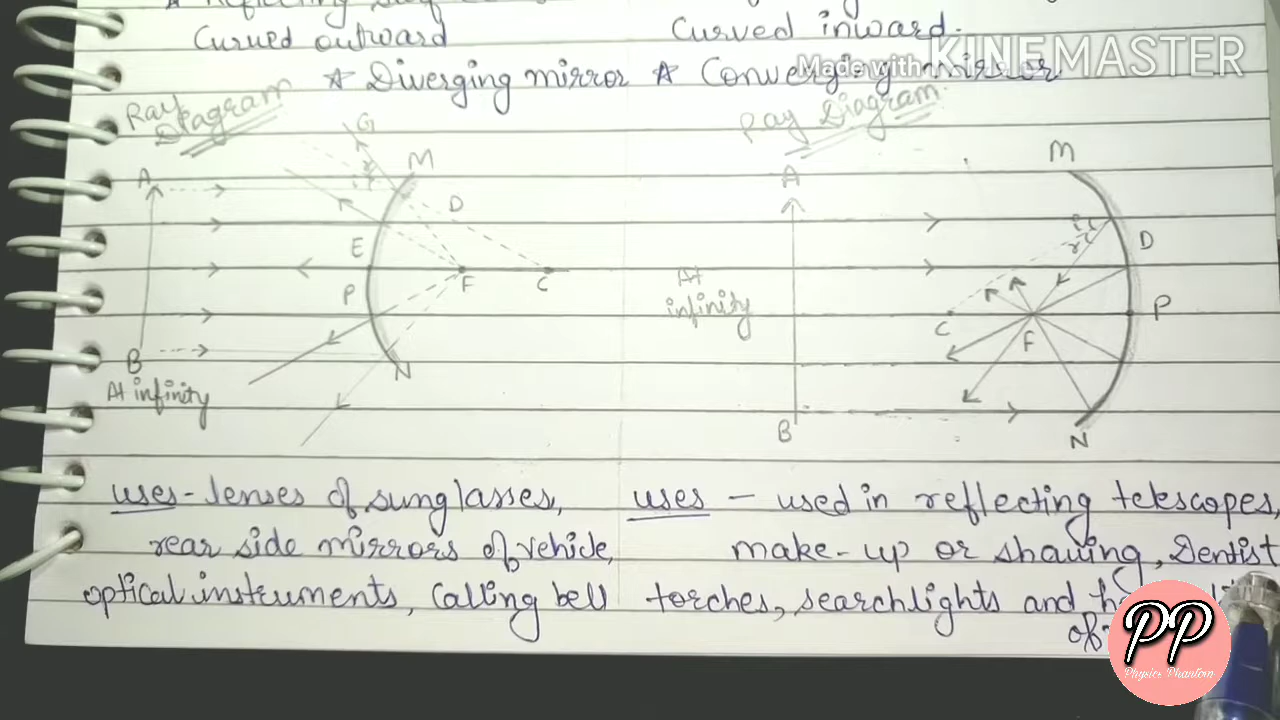 Curved outward
Curved inward.
Made with KINEMASTER
* Diverging mirror * Converging mirror
Ray Diagram
Ray Diagram.
G
M
M
A
A
i
r
D
i
r
D
E
At infinity
F
C
P
C
F
P
B
N
At infinity
B
N
uses - lenses of sunglasses,
rear side mirrors of vehicle,
optical instruments, Calling bell
uses - used in reflecting telescopes,
make-up or shaving, Dentist
torches, searchlights and
of
PP
Physics Phantom